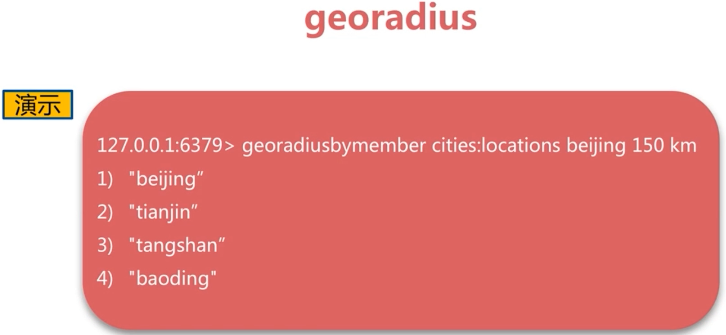 georadius
演示
127.0.0.1:6379> georadiusbymember cities:locations beijing 150 km
1) "beijing”
2) "tianjin”
3) "tangshan”
4) "baoding"